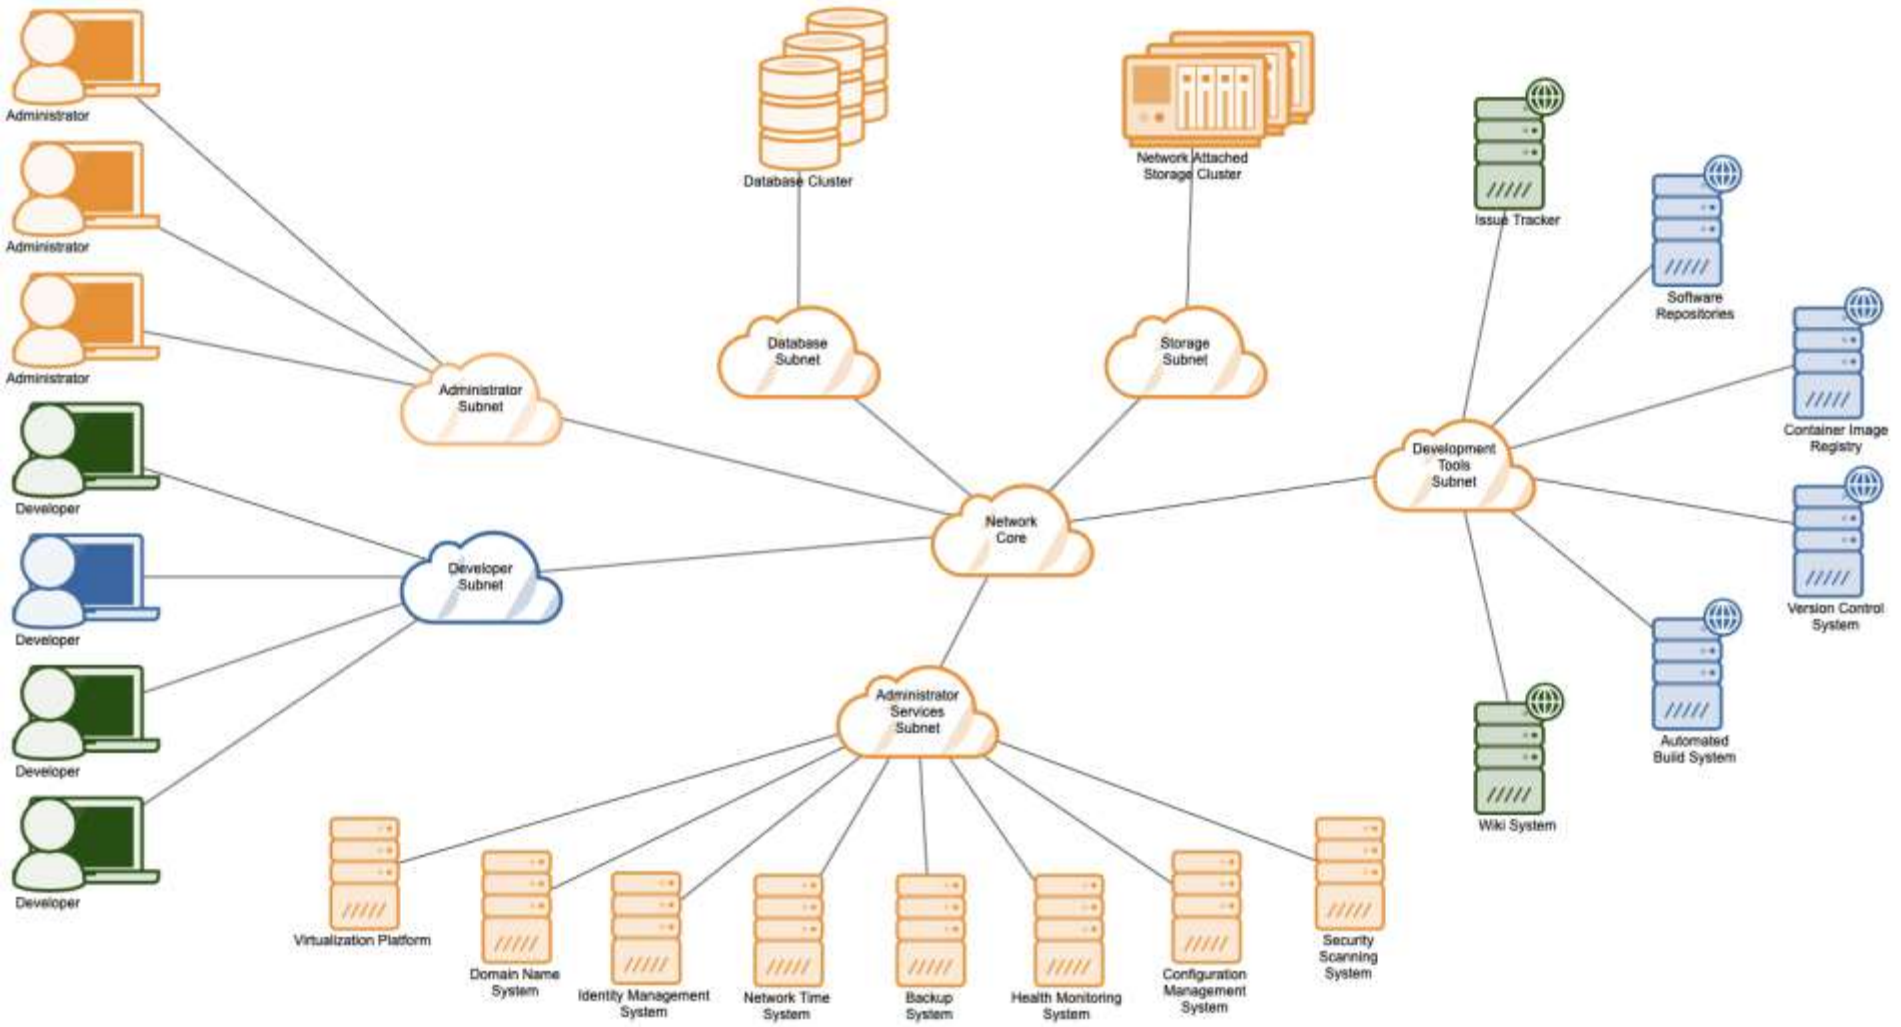 Administrator
Administrator
Administrator
Developer
Developer
Developer
Developer
Administrator
Subnet
Developer
Subnet
Database Cluster
Database
Subnet
Network Attached
Storage Cluster
Storage
Subnet
Network
Core
Development
Tools
Subnet
Issue Tracker
Software
Repositories
Container Image
Registry
Version Control
System
Automated
Build System
Wiki System
Administrator
Services
Subnet
Virtualization Platform
Domain Name
System
Identity Management
System
Network Time
System
Backup
System
Health Monitoring
System
Configuration
Management
System
Security
Scanning
System